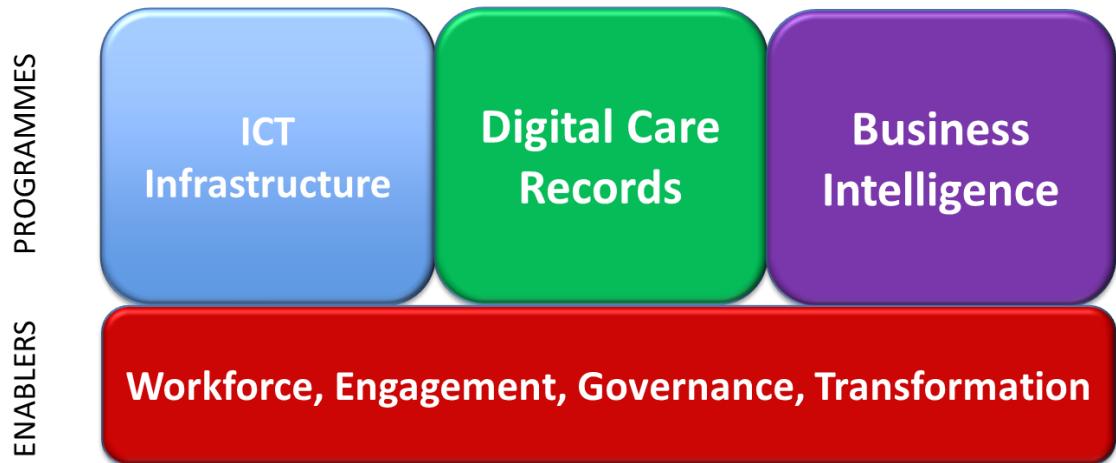 PROGRAMMES
ICT
Infrastructure
Digital Care
Records
Business
Intelligence
ENABLERS
Workforce, Engagement, Governance, Transformation